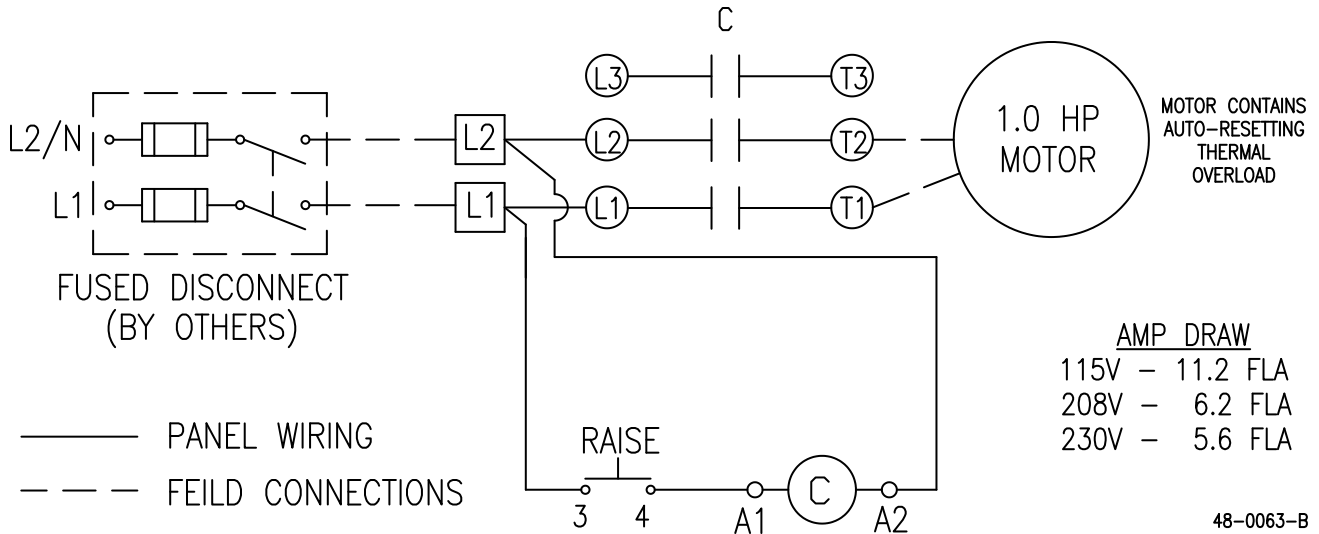 C
L3
T3
L2/N
L2
L2
T2
1.0 HP
MOTOR
MOTOR CONTAINS
AUTO-RESETTING
THERMAL
OVERLOAD
L1
L1
L1
T1
FUSED DISCONNECT
(BY OTHERS)
AMP DRAW
115V - 11.2 FLA
208V - 6.2 FLA
230V - 5.6 FLA
PANEL WIRING
FEILD CONNECTIONS
RAISE
3
4
A1
C
A2
48-0063-B